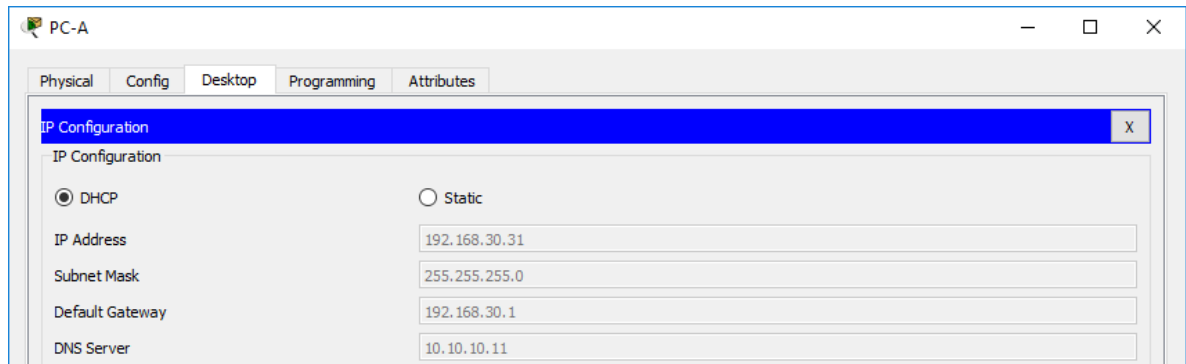 PC-A
Physical Config Desktop Programming Attributes
IP Configuration X
IP Configuration
DHCP Static
IP Address 192.168.30.31
Subnet Mask 255.255.255.0
Default Gateway 192.168.30.1
DNS Server 10.10.10.11